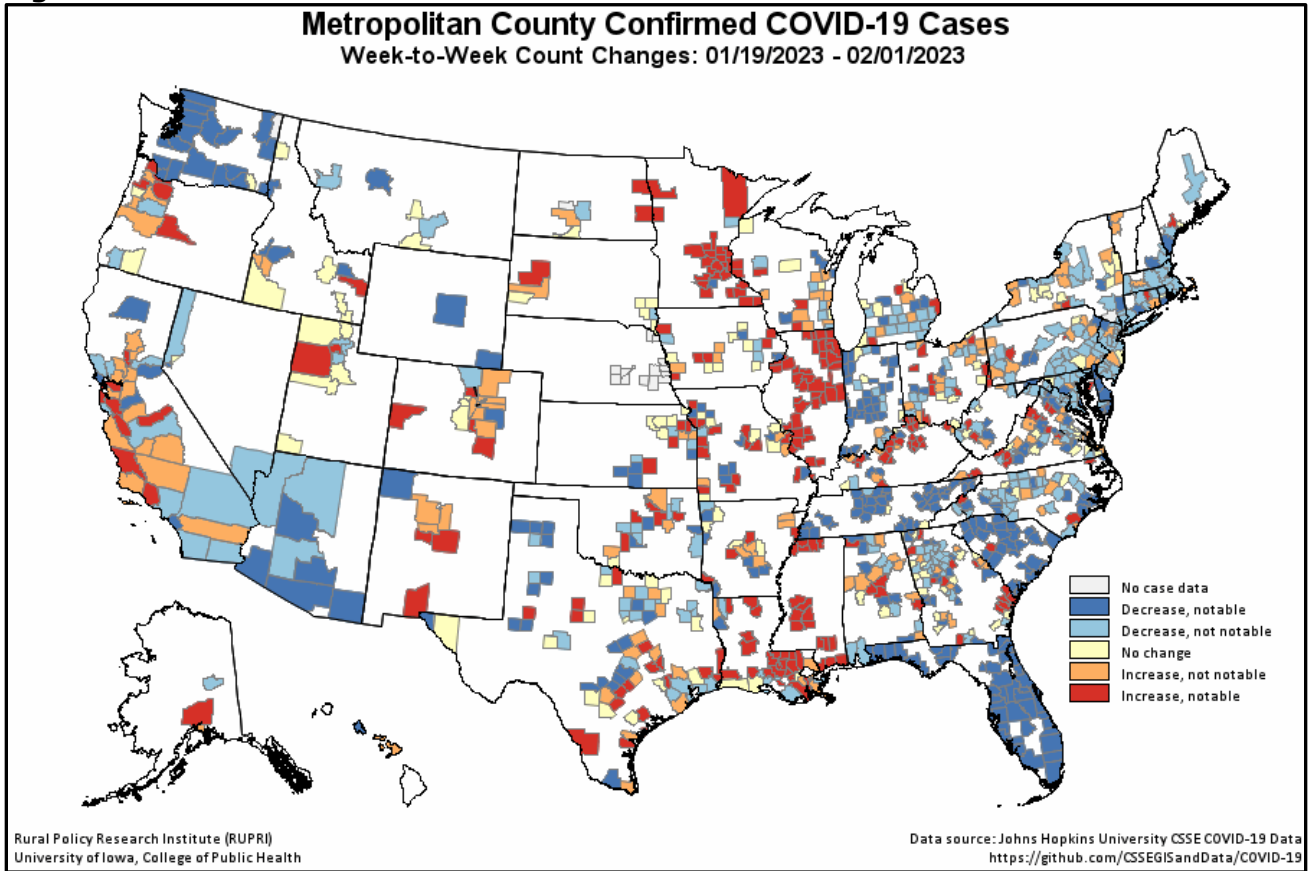 Metropolitan County Confirmed COVID-19 Cases
Week-to-Week Count Changes: 01/19/2023 - 02/01/2023
No case data
Decrease, notable
Decrease, not notable
No change
Increase, not notable
Increase, notable
Rural Policy Research Institute (RUPRI)
University of Iowa, College of Public Health
Data source: Johns Hopkins University CSSE COVID-19 Data
https://github.com/CSSEGISandData/COVID-19